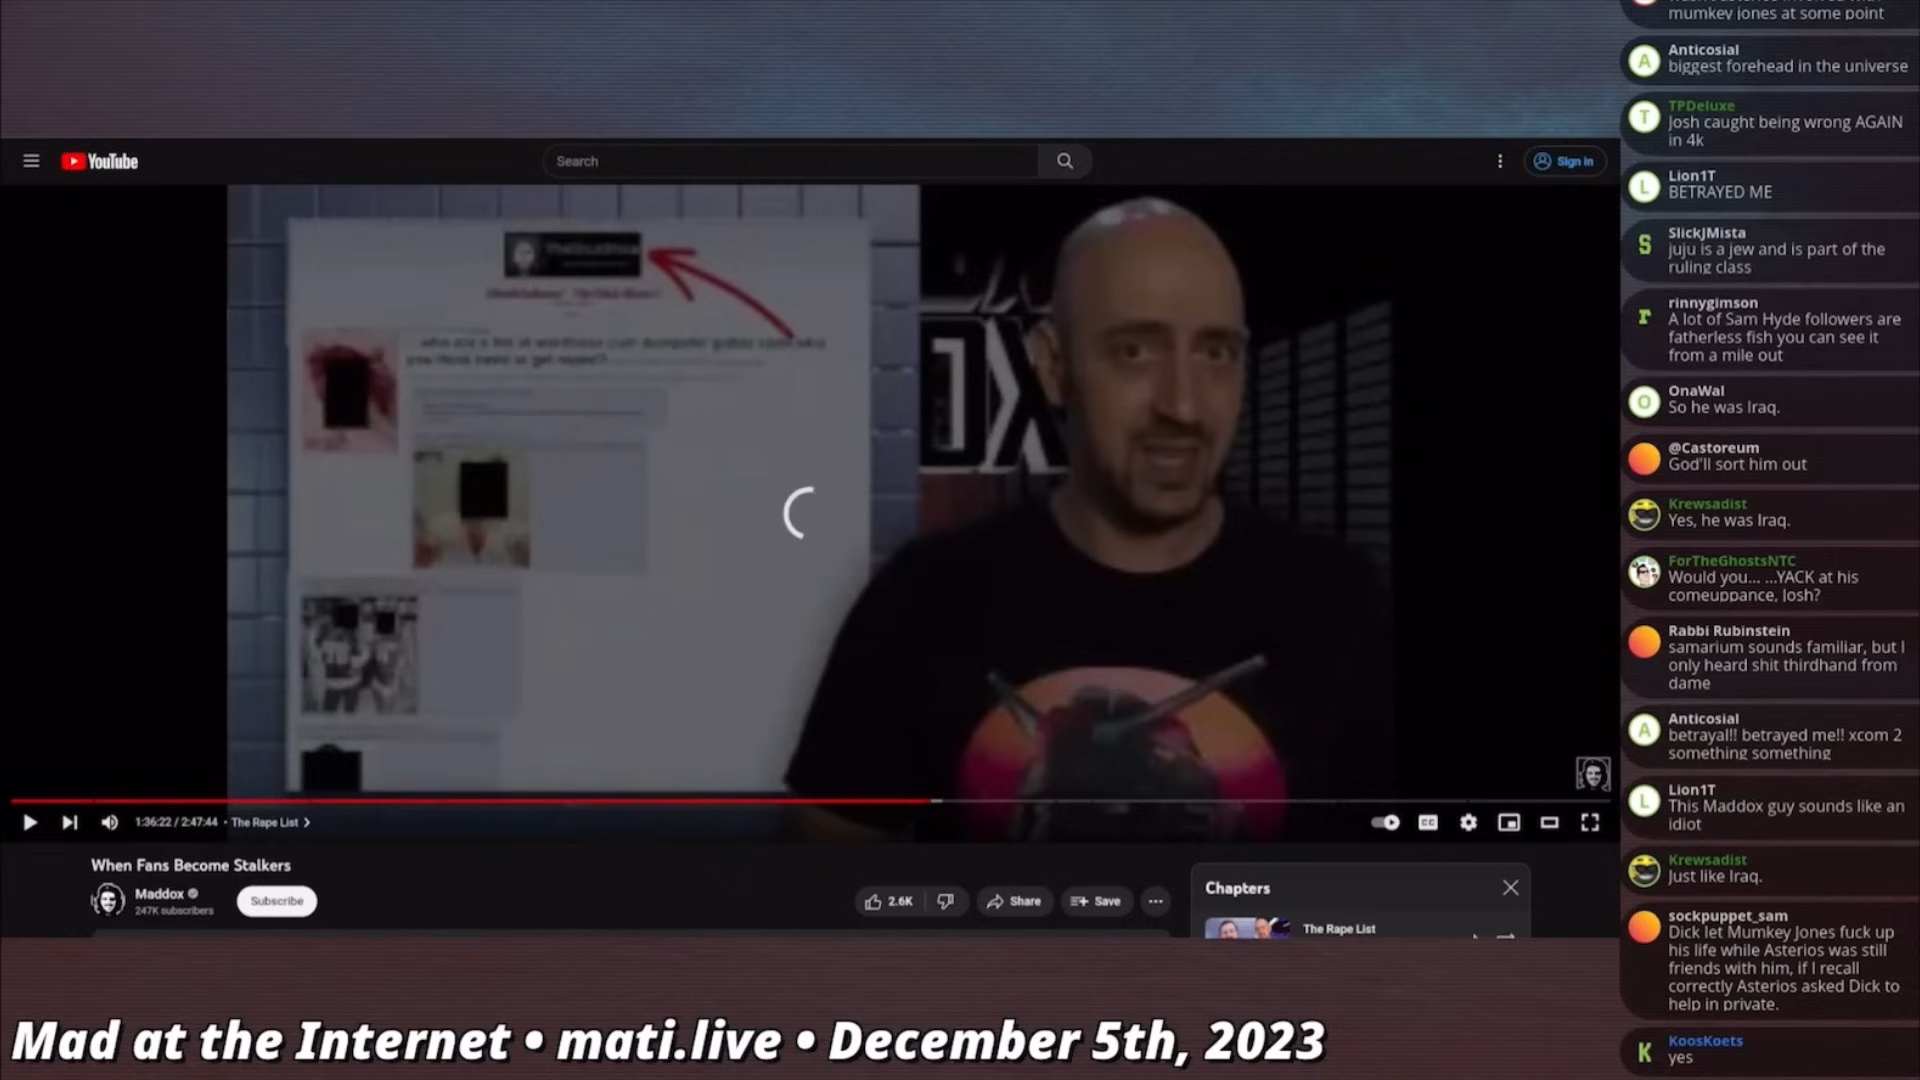 YouTube
Search
Sign in
1:36:22 / 2:47:44 • The Rape List >
When Fans Become Stalkers
Maddox
247K subscribers
Subscribe
2.6K
Share
Save
Chapters
The Rape List
Mad at the Internet • mati.live • December 5th, 2023
mumkey jones at some point
Anticosial
biggest forehead in the universe
TPDeluxe
Josh caught being wrong AGAIN
in 4k
Lion1T
BETRAYED ME
SlickJMista
juju is a jew and is part of the
ruling class
rinnygimson
A lot of Sam Hyde followers are
fatherless fish you can see it
from a mile out
OnaWal
So he was Iraq.
@Castoreum
God'll sort him out
Krewsadist
Yes, he was Iraq.
ForTheGhostsNTC
Would you... ...YACK at his
comeuppance, Josh?
Rabbi Rubinstein
samarium sounds familiar, but I
only heard shit thirdhand from
dame
Anticosial
betrayal!! betrayed me!! xcom 2
something something
Lion1T
This Maddox guy sounds like an
idiot
Krewsadist
Just like Iraq.
sockpuppet_sam
Dick let Mumkey Jones fuck up
his life while Asterios was still
friends with him, if I recall
correctly Asterios asked Dick to
help in private.
KoosKoets
yes